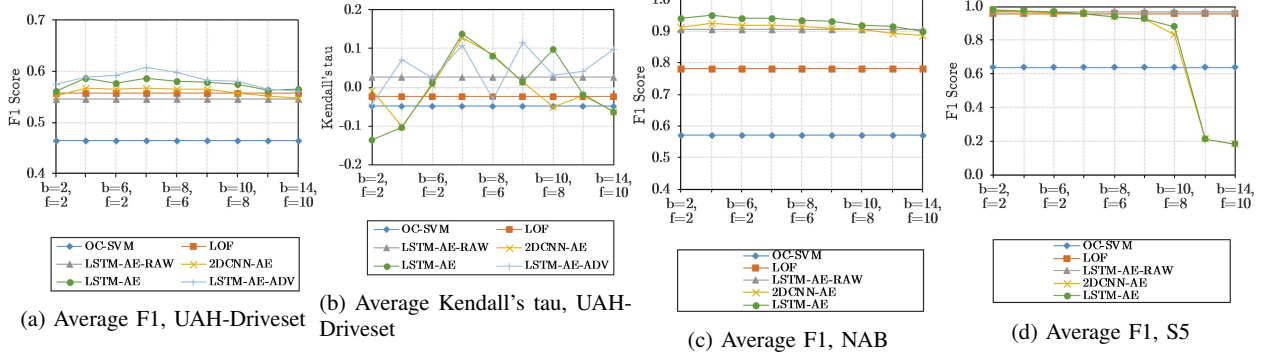 0.7
0.6
0.5
0.4
F1 Score
b=2, b=6, b=8, b=10, b=14,
f=2 f=2 f=6 f=8 f=10
OC-SVM LOF
LSTM-AE-RAW 2DCNN-AE
LSTM-AE LSTM-AE-ADV
(a) Average F1, UAH-Driveset
0.2
0.1
0.0
-0.1
-0.2
Kendall's tau
b=2, b=6, b=8, b=10, b=14,
f=2 f=2 f=6 f=8 f=10
OC-SVM LOF
LSTM-AE-RAW 2DCNN-AE
LSTM-AE LSTM-AE-ADV
(b) Average Kendall's tau, UAH-
Driveset
1.0
0.9
0.8
0.7
0.6
0.5
0.4
F1 Score
b=2, b=6, b=8, b=10, b=14,
f=2 f=2 f=6 f=8 f=10
OC-SVM
LOF
LSTM-AE-RAW
2DCNN-AE
LSTM-AE
(c) Average F1, NAB
1.0
0.8
0.6
0.4
0.2
0.0
F1 Score
b=2, b=6, b=8, b=10, b=14,
f=2 f=2 f=6 f=8 f=10
OC-SVM
LOF
LSTM-AE-RAW
2DCNN-AE
LSTM-AE
(d) Average F1, S5